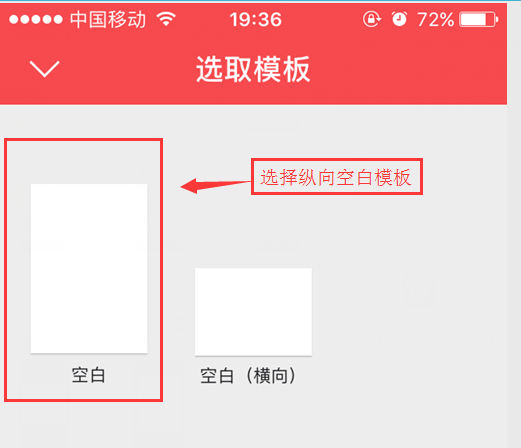 中国移动 19:36 72%
选取模板
选择纵向空白模板
空白
空白（横向）